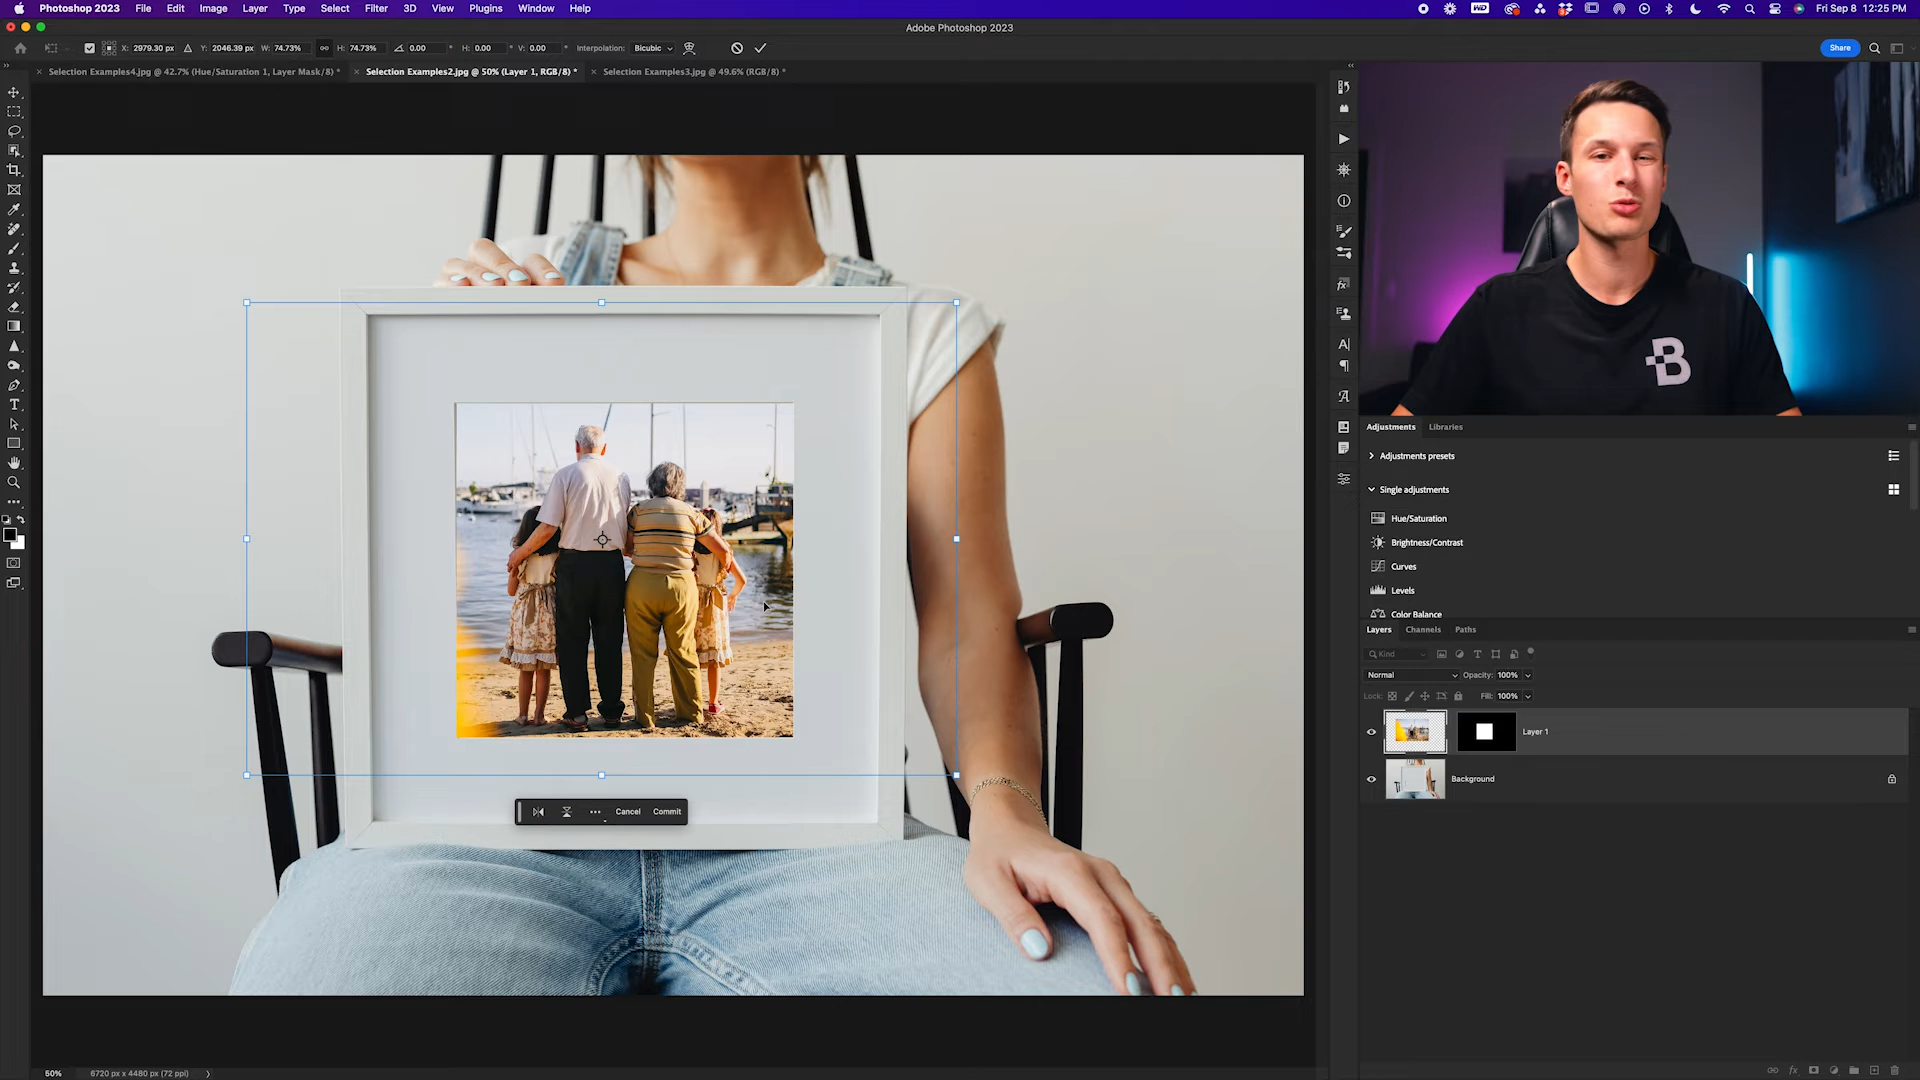 Photoshop 2023 File Edit Image Layer Type Select Filter 3D View Plugins Window Help Fri Sep 8 12:25 PM
Adobe Photoshop 2023
X: 2979.30 px Y: 2046.39 px W: 74.73% H: 74.73% 0.00 ° H: 0.00 ° V: 0.00 ° Interpolation: Bicubic Share
Selection Examples4.jpg @ 42.7% (Hue/Saturation 1, Layer Mask/8) * Selection Examples2.jpg @ 50% (Layer 1, RGB/8) * Selection Examples3.jpg @ 49.6% (RGB/8) *
B
Adjustments Libraries
Adjustments presets
Single adjustments
Hue/Saturation
Brightness/Contrast
Curves
Levels
Color Balance
Layers Channels Paths
Kind
Normal Opacity: 100%
Lock: Fill: 100%
Layer 1
Background
Cancel Commit
50% 6720 px x 4480 px (72 ppi)